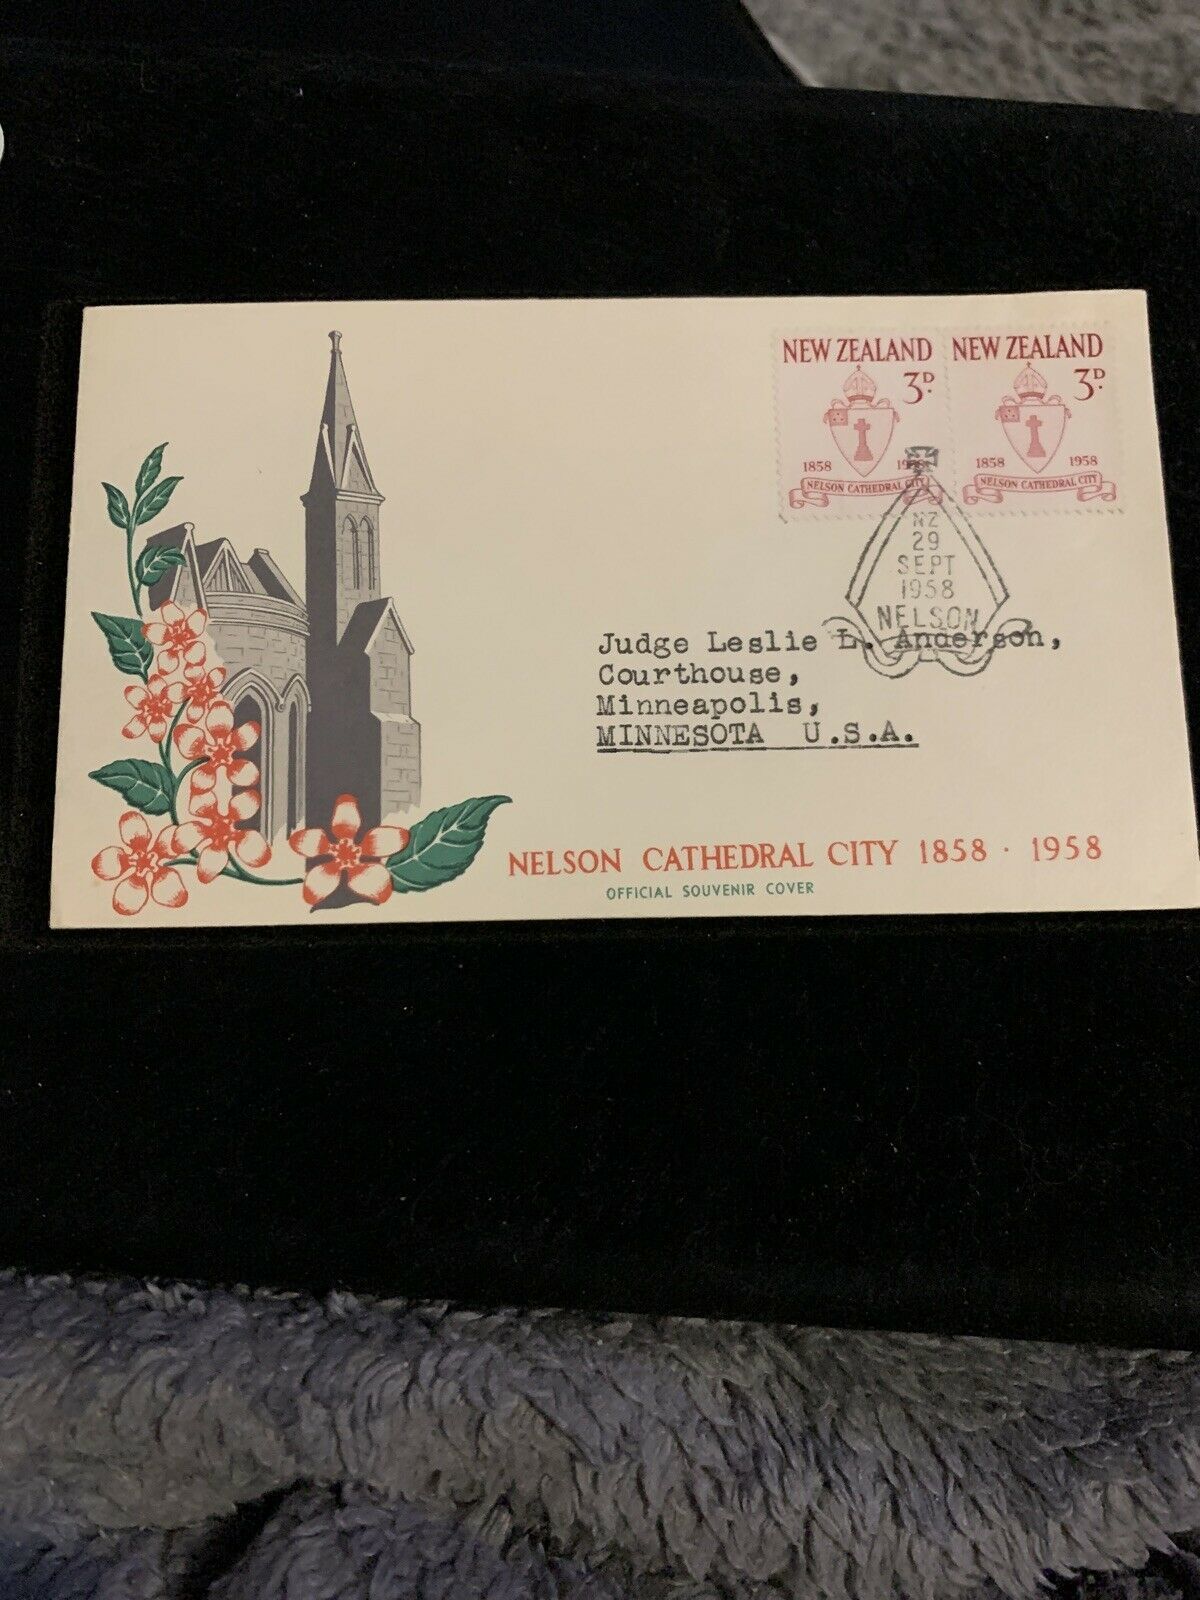 NEW ZEALAND
3D.
1858 1958
NELSON CATHEDRAL CITY
NEW ZEALAND
3D.
1858 1958
NELSON CATHEDRAL CITY
NZ
29
SEPT
1958
NELSON
Judge Leslie L. Anderson,
Courthouse,
Minneapolis,
MINNESOTA U.S.A.
NELSON CATHEDRAL CITY 1858 · 1958
OFFICIAL SOUVENIR COVER